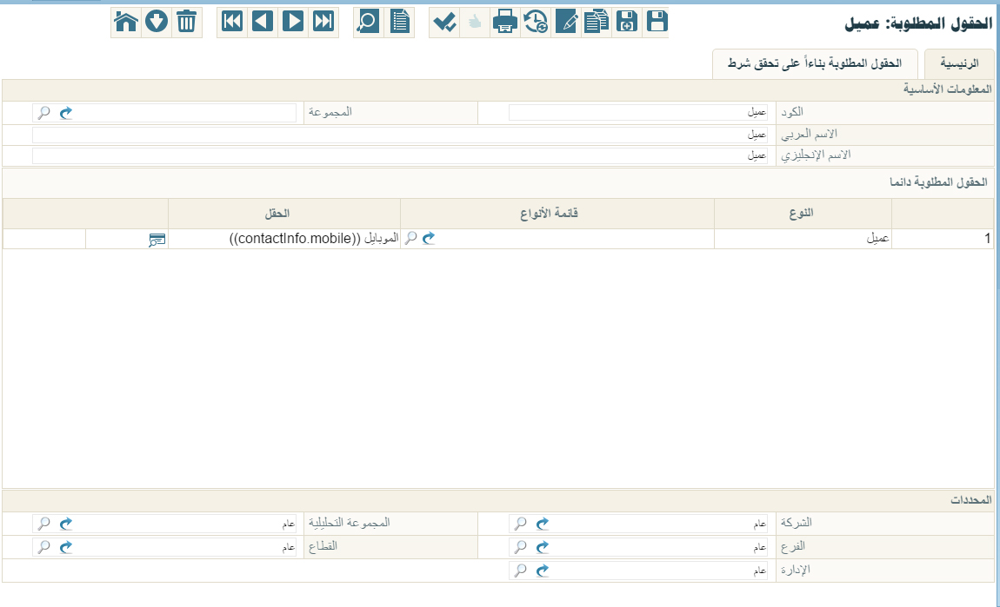 الحقول المطلوبة: عميل
الرئيسية
الحقول المطلوبة بناءاً على تحقق شرط
المعلومات الأساسية
الكود عميل المجموعة
الاسم العربي عميل
الاسم الإنجليزي عميل
الحقول المطلوبة دائما
النوع قائمة الأنواع الحقل
1 عميل الموبايل ((contactInfo.mobile))
المحددات
الشركة عام المجموعة التحليلية عام
الفرع عام القطاع عام
الإدارة عام